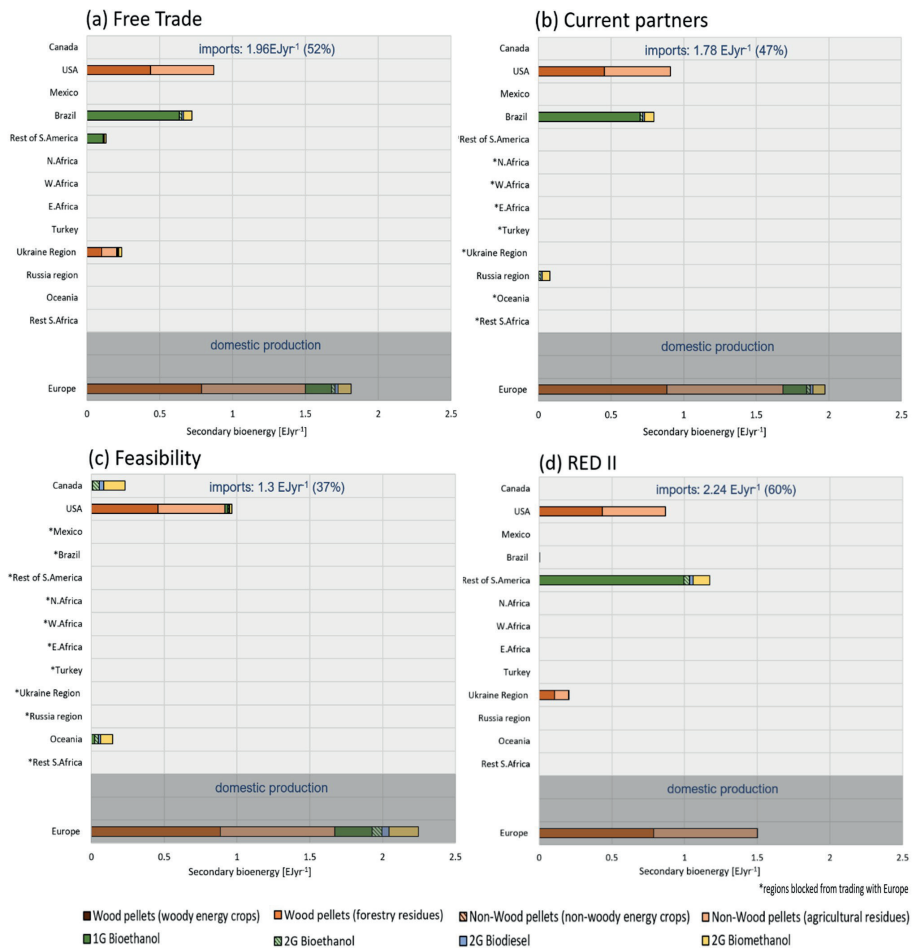 (a) Free Trade
imports: 1.96EJyr⁻¹ (52%)
Canada
USA
Mexico
Brazil
Rest of S.America
N.Africa
W.Africa
E.Africa
Turkey
Ukraine Region
Russia region
Oceania
Rest S.Africa
domestic production
Europe
0 0.5 1 1.5 2 2.5
Secondary bioenergy [EJyr⁻¹]
(b) Current partners
imports: 1.78 EJyr⁻¹ (47%)
Canada
USA
Mexico
Brazil
*Rest of S.America
*N.Africa
*W.Africa
*E.Africa
*Turkey
*Ukraine Region
Russia region
*Oceania
*Rest S.Africa
domestic production
Europe
0 0.5 1 1.5 2 2.5
Secondary bioenergy [EJyr⁻¹]
(c) Feasibility
imports: 1.3 EJyr⁻¹ (37%)
Canada
USA
*Mexico
*Brazil
*Rest of S.America
*N.Africa
*W.Africa
*E.Africa
*Turkey
*Ukraine Region
*Russia region
Oceania
*Rest S.Africa
domestic production
Europe
0 0.5 1 1.5 2 2.5
Secondary bioenergy [EJyr⁻¹]
(d) RED II
imports: 2.24 EJyr⁻¹ (60%)
Canada
USA
Mexico
Brazil
Rest of S.America
N.Africa
W.Africa
E.Africa
Turkey
Ukraine Region
Russia region
Oceania
Rest S.Africa
domestic production
Europe
0 0.5 1 1.5 2 2.5
Secondary bioenergy [EJyr⁻¹]
*regions blocked from trading with Europe
Wood pellets (woody energy crops) Wood pellets (forestry residues) Non-Wood pellets (non-woody energy crops) Non-Wood pellets (agricultural residues)
1G Bioethanol 2G Bioethanol 2G Biodiesel 2G Biomethanol